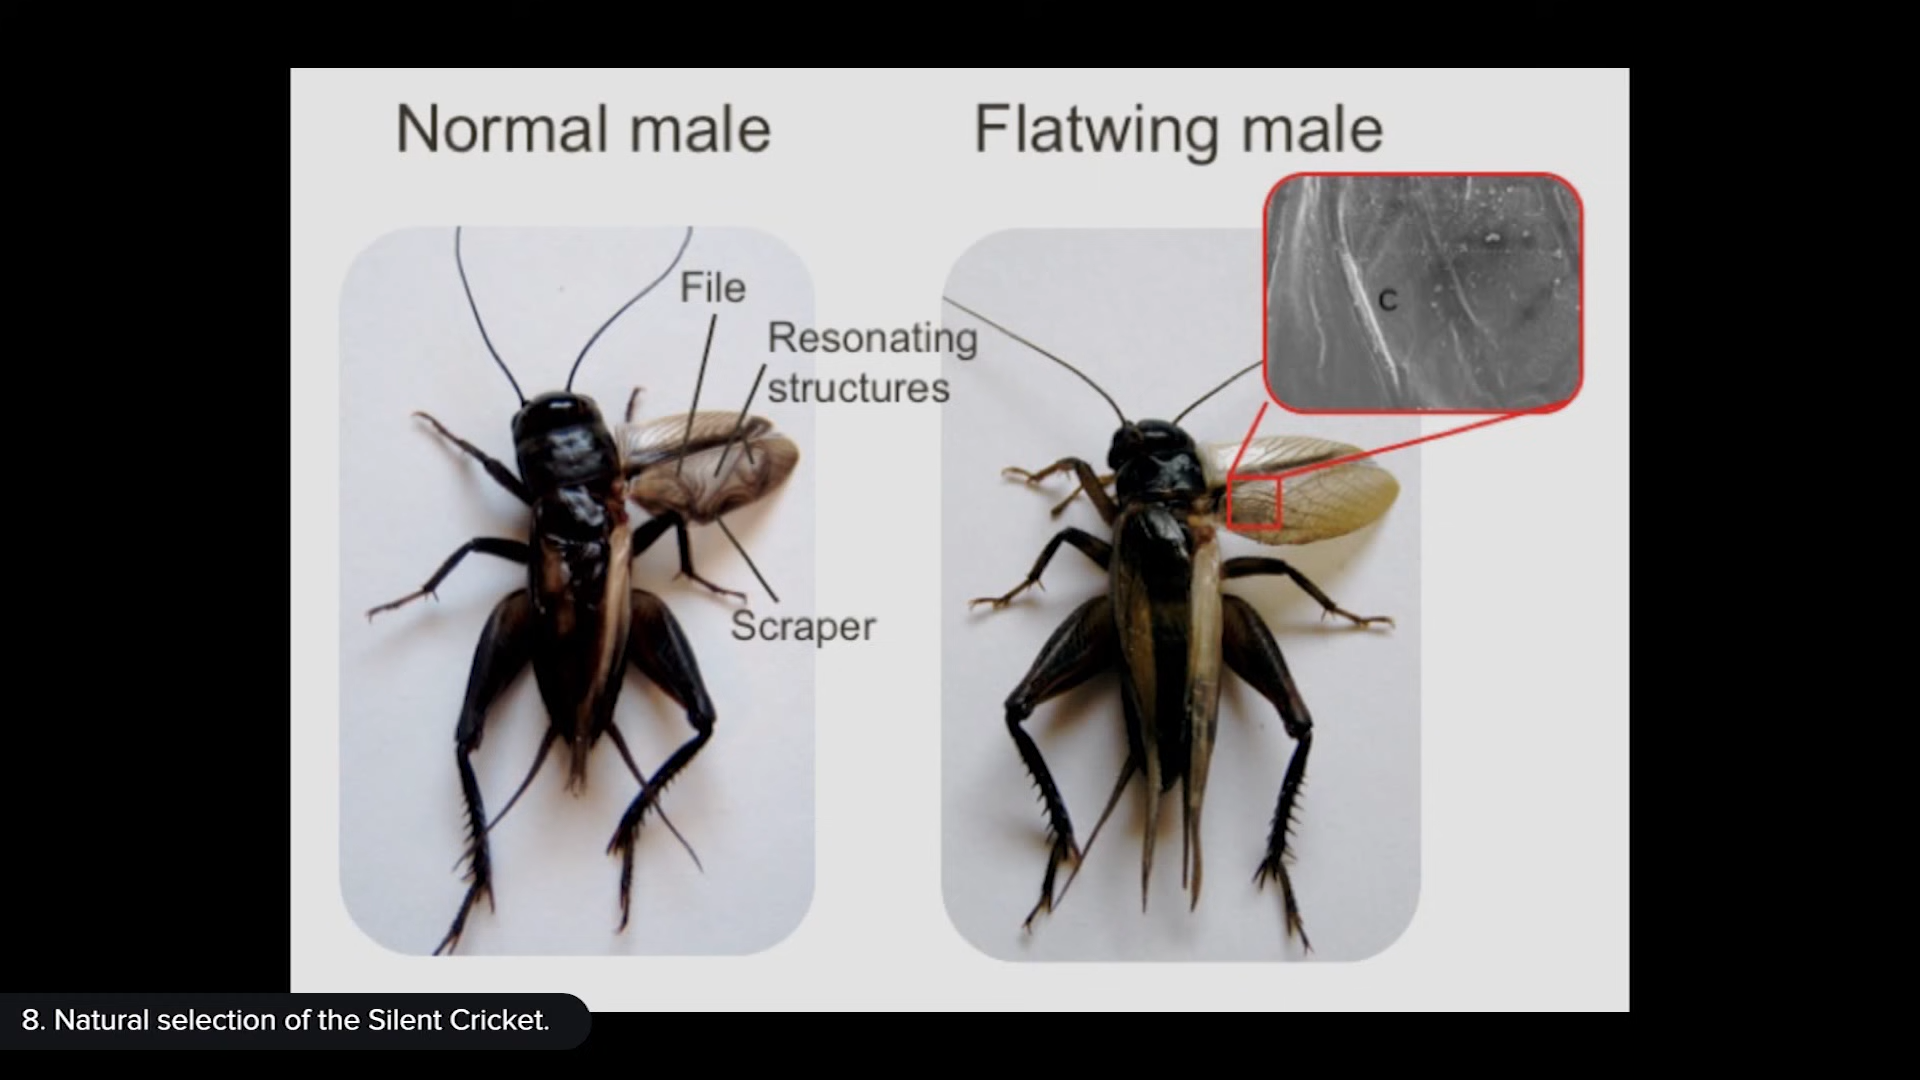 Normal male
Flatwing male
File
Resonating
structures
C
Scraper
8. Natural selection of the Silent Cricket.